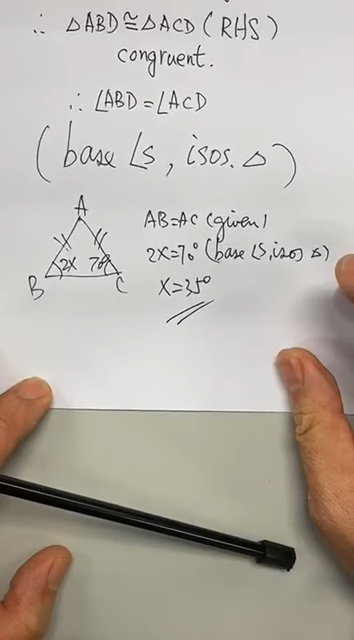 ∴ △ABD≅△ACD (RHS)
congruent.
∴ ∠ABD=∠ACD
(base ∠s, isos. △)
A
AB=AC (given)
2x=70° (base ∠s, isos △)
2x 70°
B C
x=35°